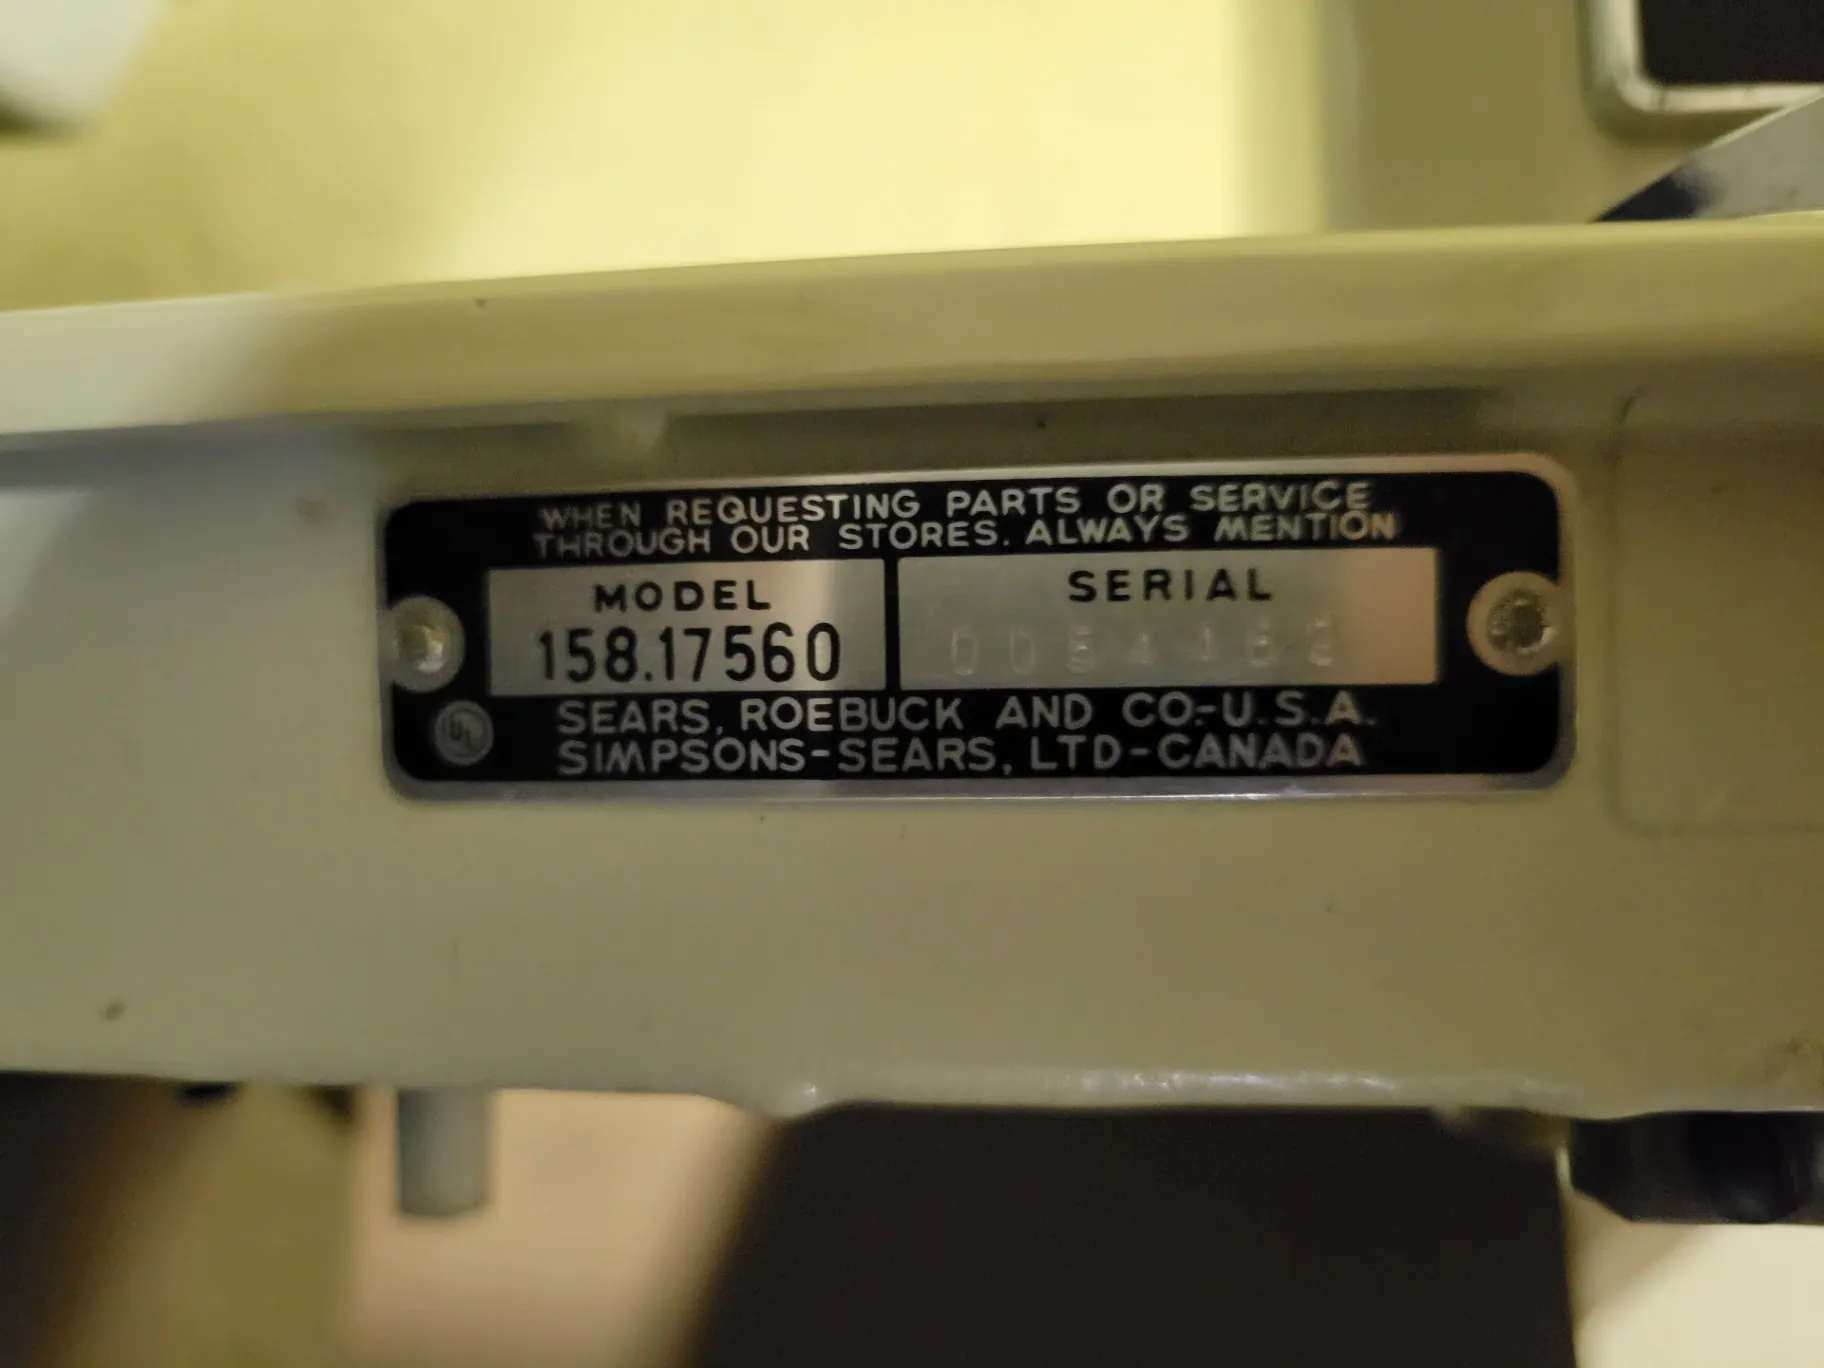 WHEN REQUESTING PARTS OR SERVICE
THROUGH OUR STORES. ALWAYS MENTION
MODEL
158.17560
SERIAL
UL
SEARS, ROEBUCK AND CO.-U.S.A.
SIMPSONS-SEARS, LTD-CANADA